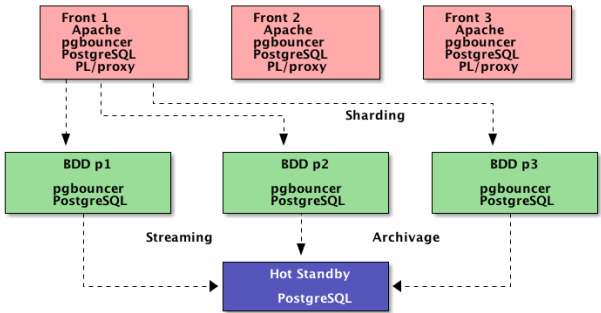 Front 1
Apache
pgbouncer
PostgreSQL
PL/proxy
Front 2
Apache
pgbouncer
PostgreSQL
PL/proxy
Front 3
Apache
pgbouncer
PostgreSQL
PL/proxy
Sharding
BDD p1
pgbouncer
PostgreSQL
BDD p2
pgbouncer
PostgreSQL
BDD p3
pgbouncer
PostgreSQL
Streaming
Archivage
Hot Standby
PostgreSQL